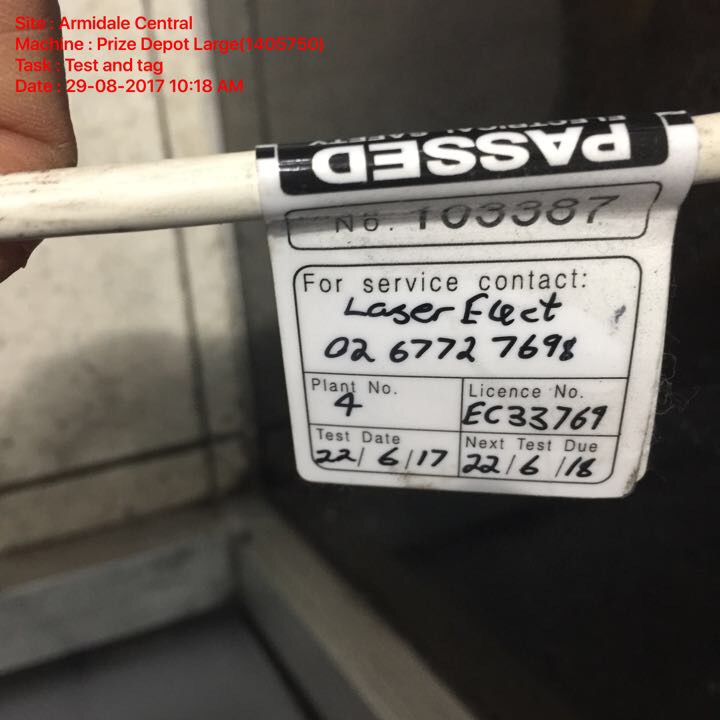 Site : Armidale Central
Machine : Prize Depot Large(1405750)
Task : Test and tag
Date : 29-08-2017 10:18 AM
ELECTRICAL SAFETY
PASSED
No. 103387
For service contact:
Laser Elect
02 6772 7698
Plant No.
4
Licence No.
EC33769
Test Date
22/ 6/17
Next Test Due
22/6/18